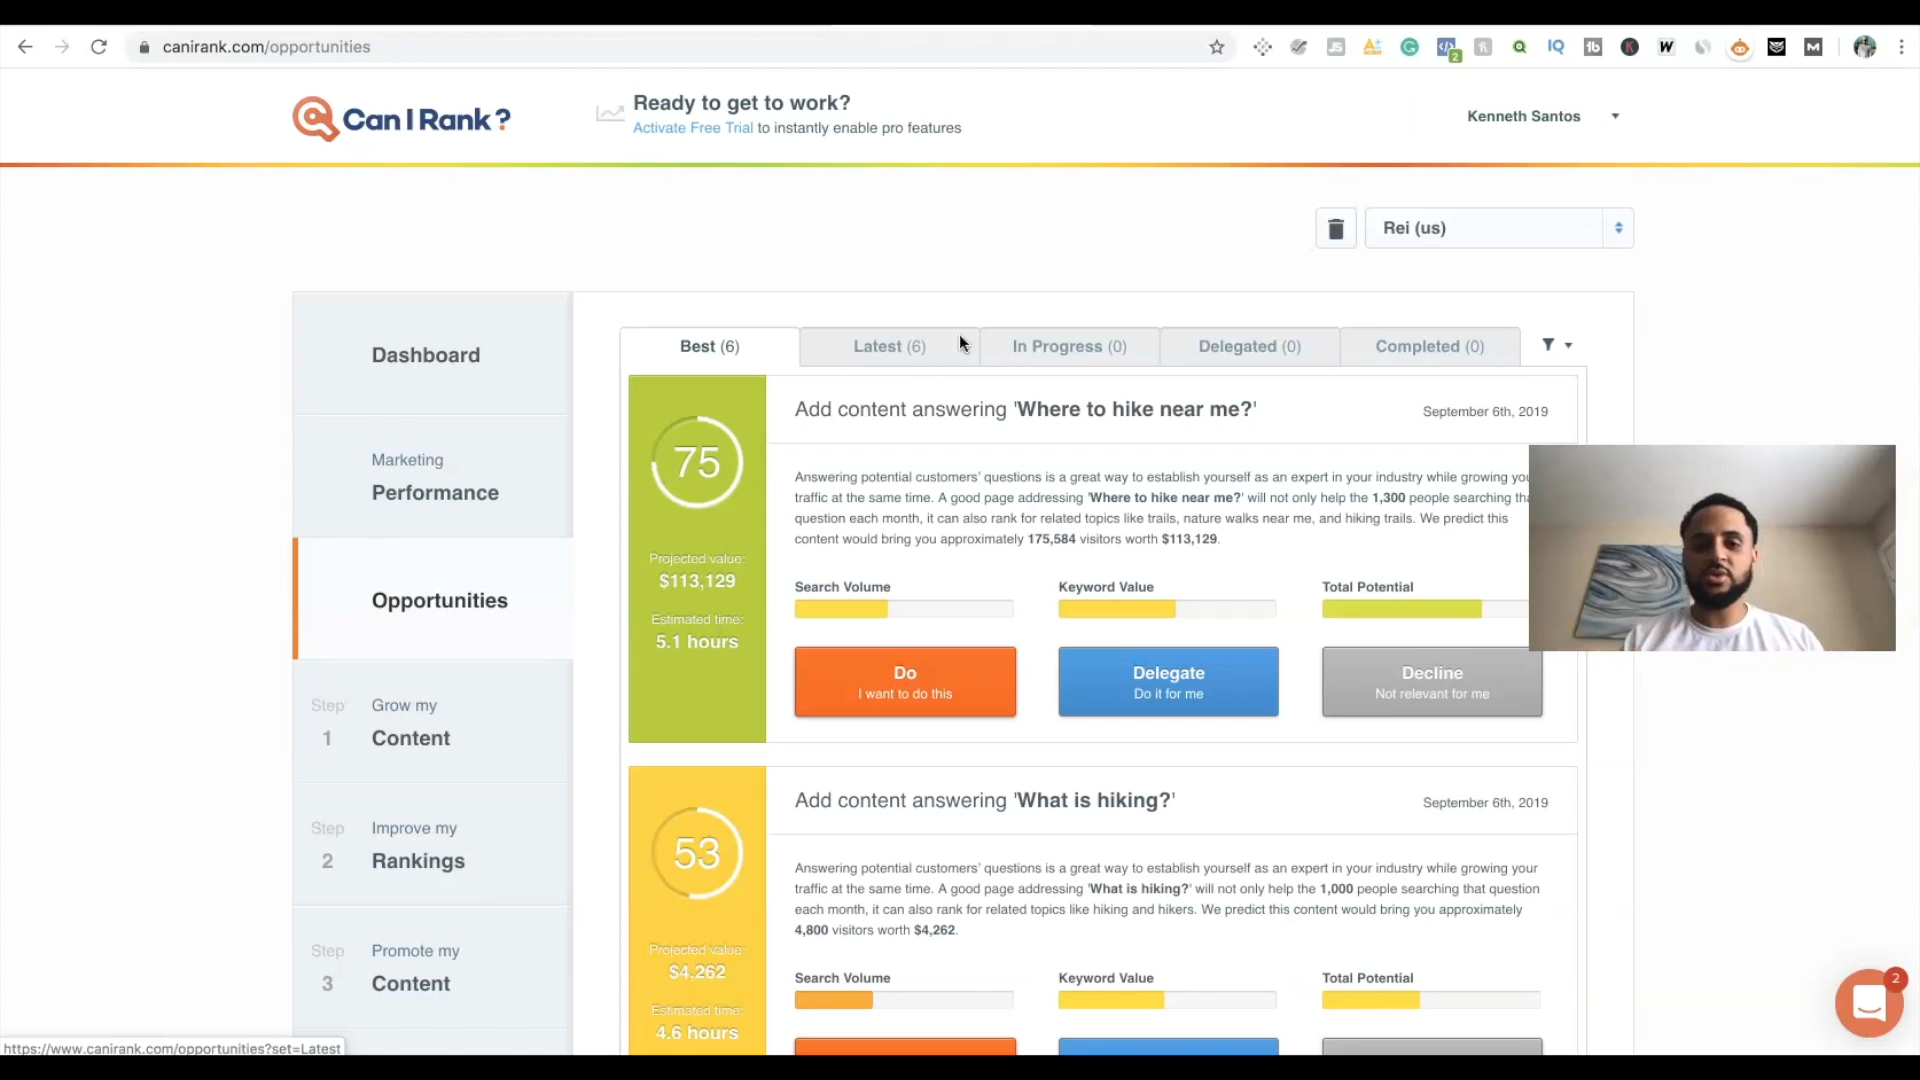 canirank.com/opportunities
2
Can I Rank?
Ready to get to work?
Activate Free Trial to instantly enable pro features
Kenneth Santos
Rei (us)
Dashboard
Marketing
Performance
Opportunities
Step 1
Grow my
Content
Step 2
Improve my
Rankings
Step 3
Promote my
Content
Best (6)
Latest (6)
In Progress (0)
Delegated (0)
Completed (0)
75
Projected value:
$113,129
Estimated time:
5.1 hours
Add content answering 'Where to hike near me?'
September 6th, 2019
Answering potential customers' questions is a great way to establish yourself as an expert in your industry while growing
traffic at the same time. A good page addressing 'Where to hike near me?' will not only help the 1,300 people searching
question each month, it can also rank for related topics like trails, nature walks near me, and hiking trails. We predict this
content would bring you approximately 175,584 visitors worth $113,129.
Search Volume
Keyword Value
Total Potential
Do
I want to do this
Delegate
Do it for me
Decline
Not relevant for me
53
Projected value:
$4,262
Estimated time:
4.6 hours
Add content answering 'What is hiking?'
September 6th, 2019
Answering potential customers' questions is a great way to establish yourself as an expert in your industry while growing your
traffic at the same time. A good page addressing 'What is hiking?' will not only help the 1,000 people searching that question
each month, it can also rank for related topics like hiking and hikers. We predict this content would bring you approximately
4,800 visitors worth $4,262.
Search Volume
Keyword Value
Total Potential
2
https://www.canirank.com/opportunities?set=Latest